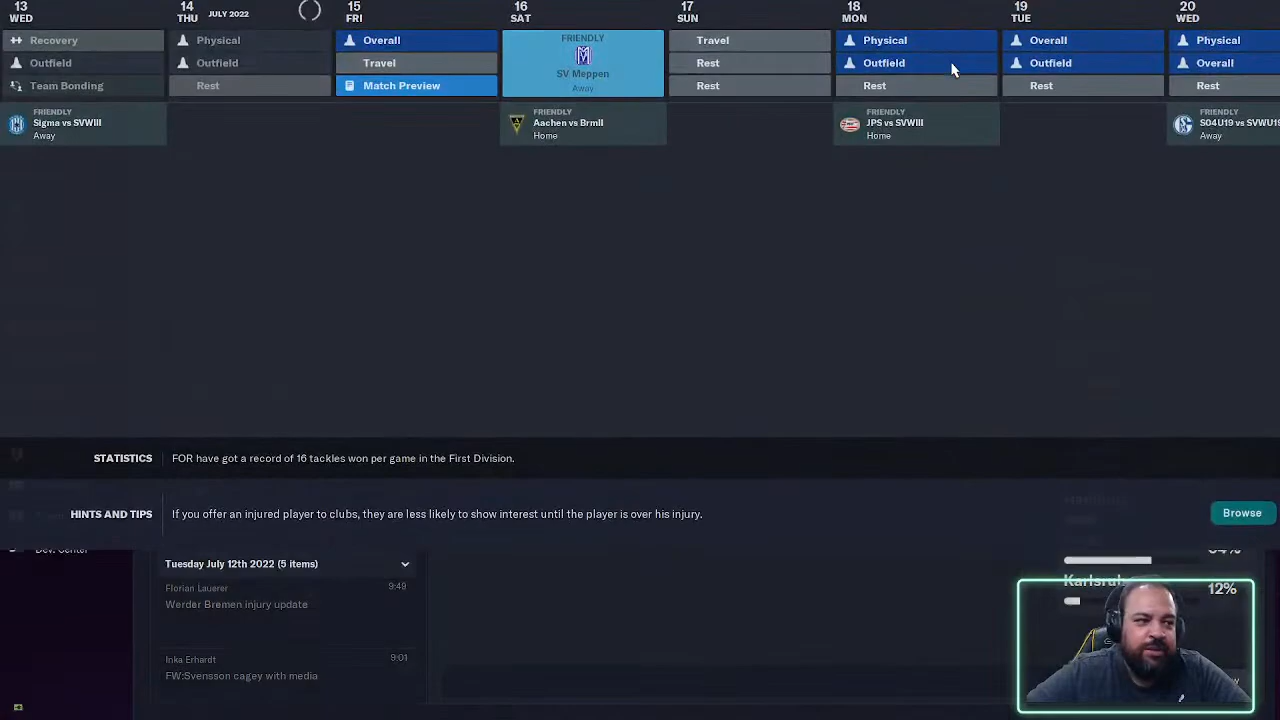 13
WED
14
THU
JULY 2022
15
FRI
16
SAT
17
SUN
18
MON
19
TUE
20
WED
Recovery
Outfield
Team Bonding
Physical
Outfield
Rest
Overall
Travel
Match Preview
FRIENDLY
SV Meppen
Away
Travel
Rest
Rest
Physical
Outfield
Rest
Overall
Outfield
Rest
Physical
Overall
Rest
FRIENDLY
Sigma vs SVWIII
Away
FRIENDLY
Aachen vs BrmII
Home
FRIENDLY
JPS vs SVWIII
Home
FRIENDLY
S04U19 vs SVWU19
Away
STATISTICS
FOR have got a record of 16 tackles won per game in the First Division.
HINTS AND TIPS
If you offer an injured player to clubs, they are less likely to show interest until the player is over his injury.
Browse
Dev. Center
Tuesday July 12th 2022 (5 items)
Florian Lauerer
9:49
Werder Bremen injury update
Inka Erhardt
9:01
FW:Svensson cagey with media
12%